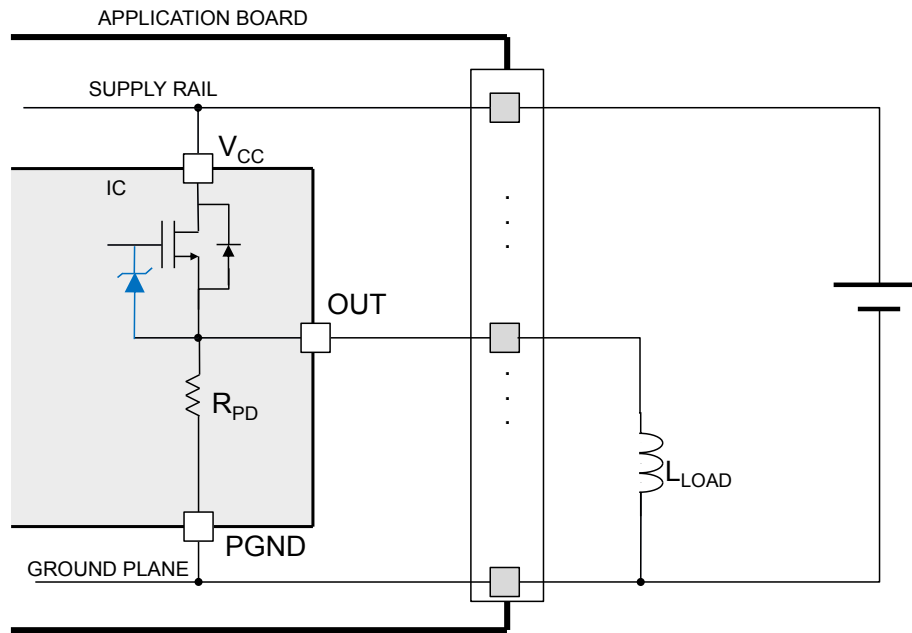 APPLICATION BOARD
SUPPLY RAIL
VCC
IC
OUT
RPD
LLOAD
PGND
GROUND PLANE